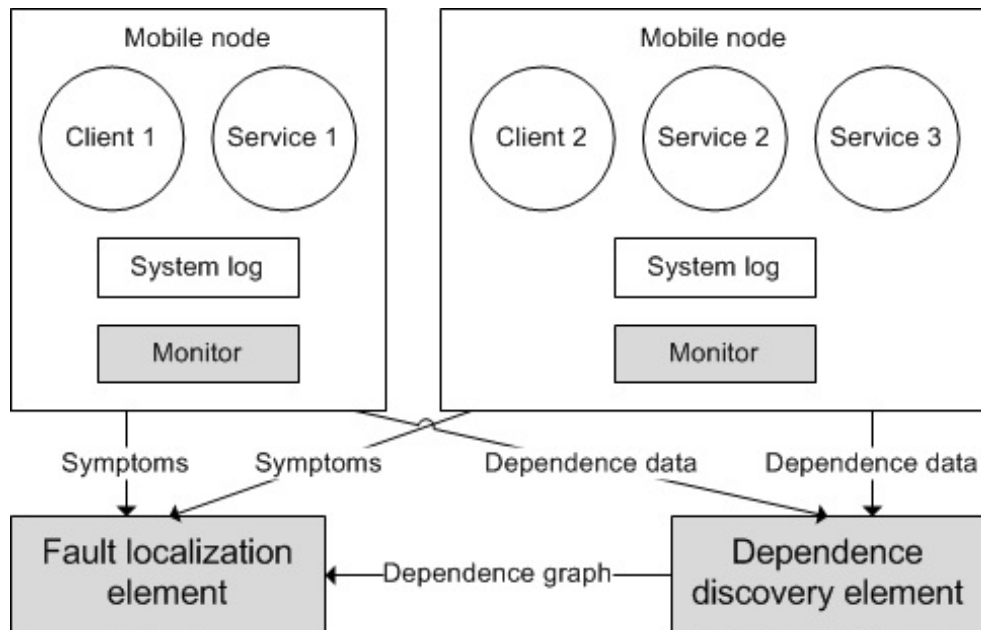 Mobile node
Mobile node
Client 1
Service 1
Client 2
Service 2
Service 3
System log
System log
Monitor
Monitor
Symptoms
Symptoms
Dependence data
Dependence data
Fault localization
element
Dependence graph
Dependence
discovery element